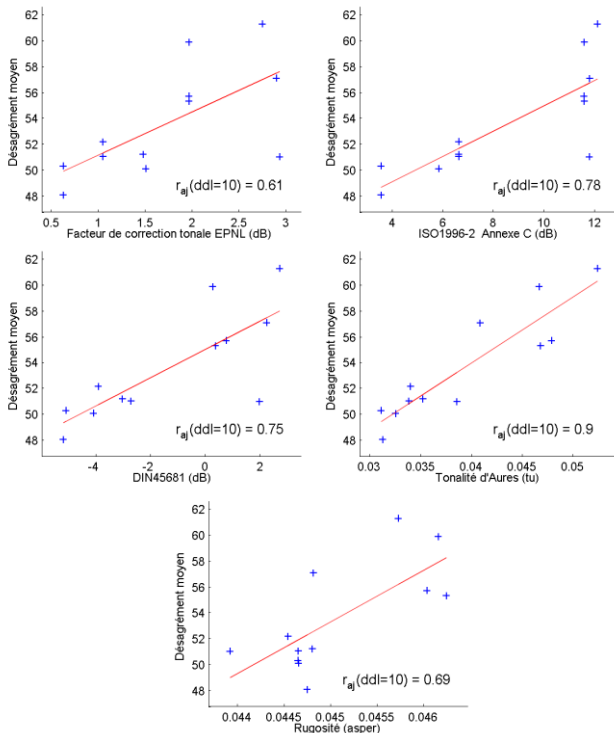 62
60
58
56
54
52
50
48
Désagrément moyen
r_aj(ddl=10) = 0.61
0.5 1 1.5 2 2.5 3
Facteur de correction tonale EPNL (dB)
62
60
58
56
54
52
50
48
Désagrément moyen
r_aj(ddl=10) = 0.78
4 6 8 10 12
ISO1996-2 Annexe C (dB)
62
60
58
56
54
52
50
48
Désagrément moyen
r_aj(ddl=10) = 0.75
-4 -2 0 2
DIN45681 (dB)
62
60
58
56
54
52
50
48
Désagrément moyen
r_aj(ddl=10) = 0.9
0.03 0.035 0.04 0.045 0.05
Tonalité d'Aures (tu)
62
60
58
56
54
52
50
48
Désagrément moyen
r_aj(ddl=10) = 0.69
0.044 0.0445 0.045 0.0455 0.046
Rugosité (asper)